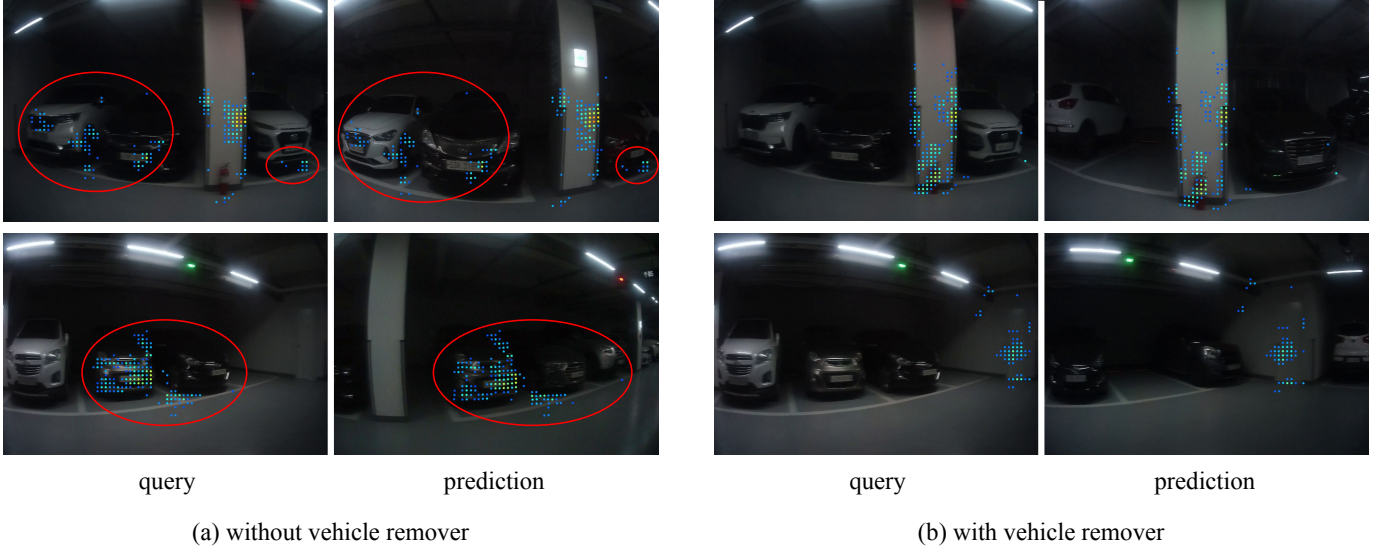 query
prediction
query
prediction
(a) without vehicle remover
(b) with vehicle remover